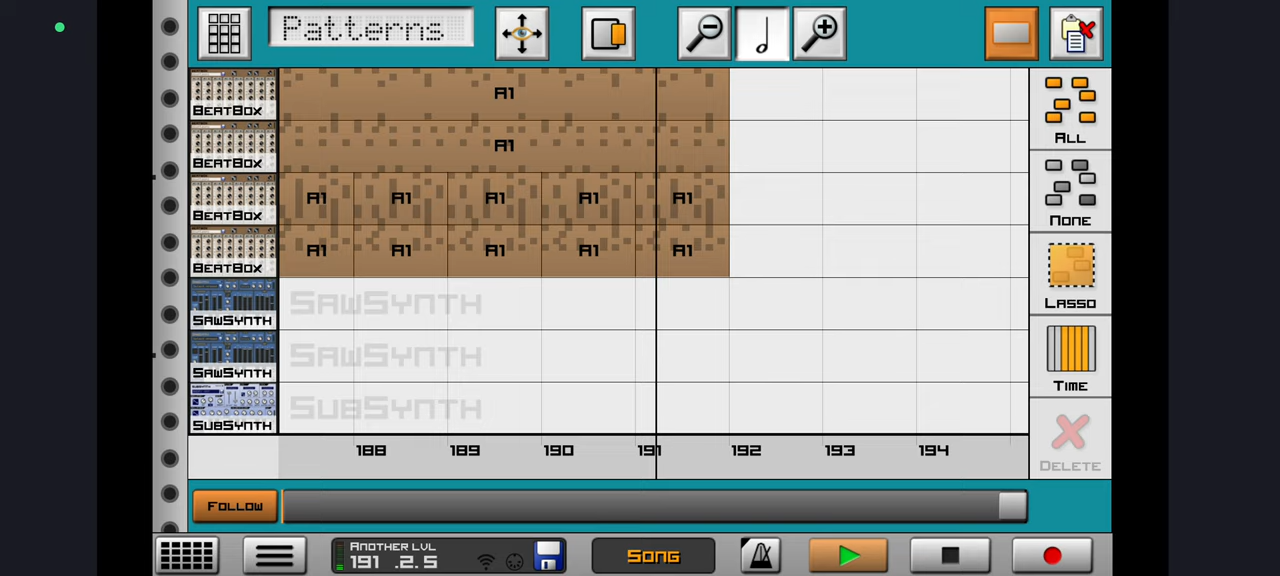 Patterns
BeatBox
A1
BeatBox
A1
BeatBox
A1 A1 A1 A1 A1
BeatBox
A1 A1 A1 A1 A1
SawSynth
SawSynth
SawSynth
SawSynth
SubSynth
SubSynth
188 189 190 191 192 193 194
All
None
Lasso
Time
Delete
Follow
Another lvl
191 .2.5
Song